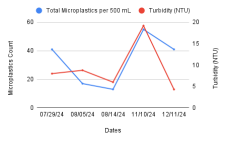 Total Microplastics per 500 mL Turbidity (NTU)
60
40
20
0
20
15
10
5
0
Microplastics Count
Turbidity (NTU)
07/29/24 08/05/24 08/14/24 11/10/24 12/11/24
Dates